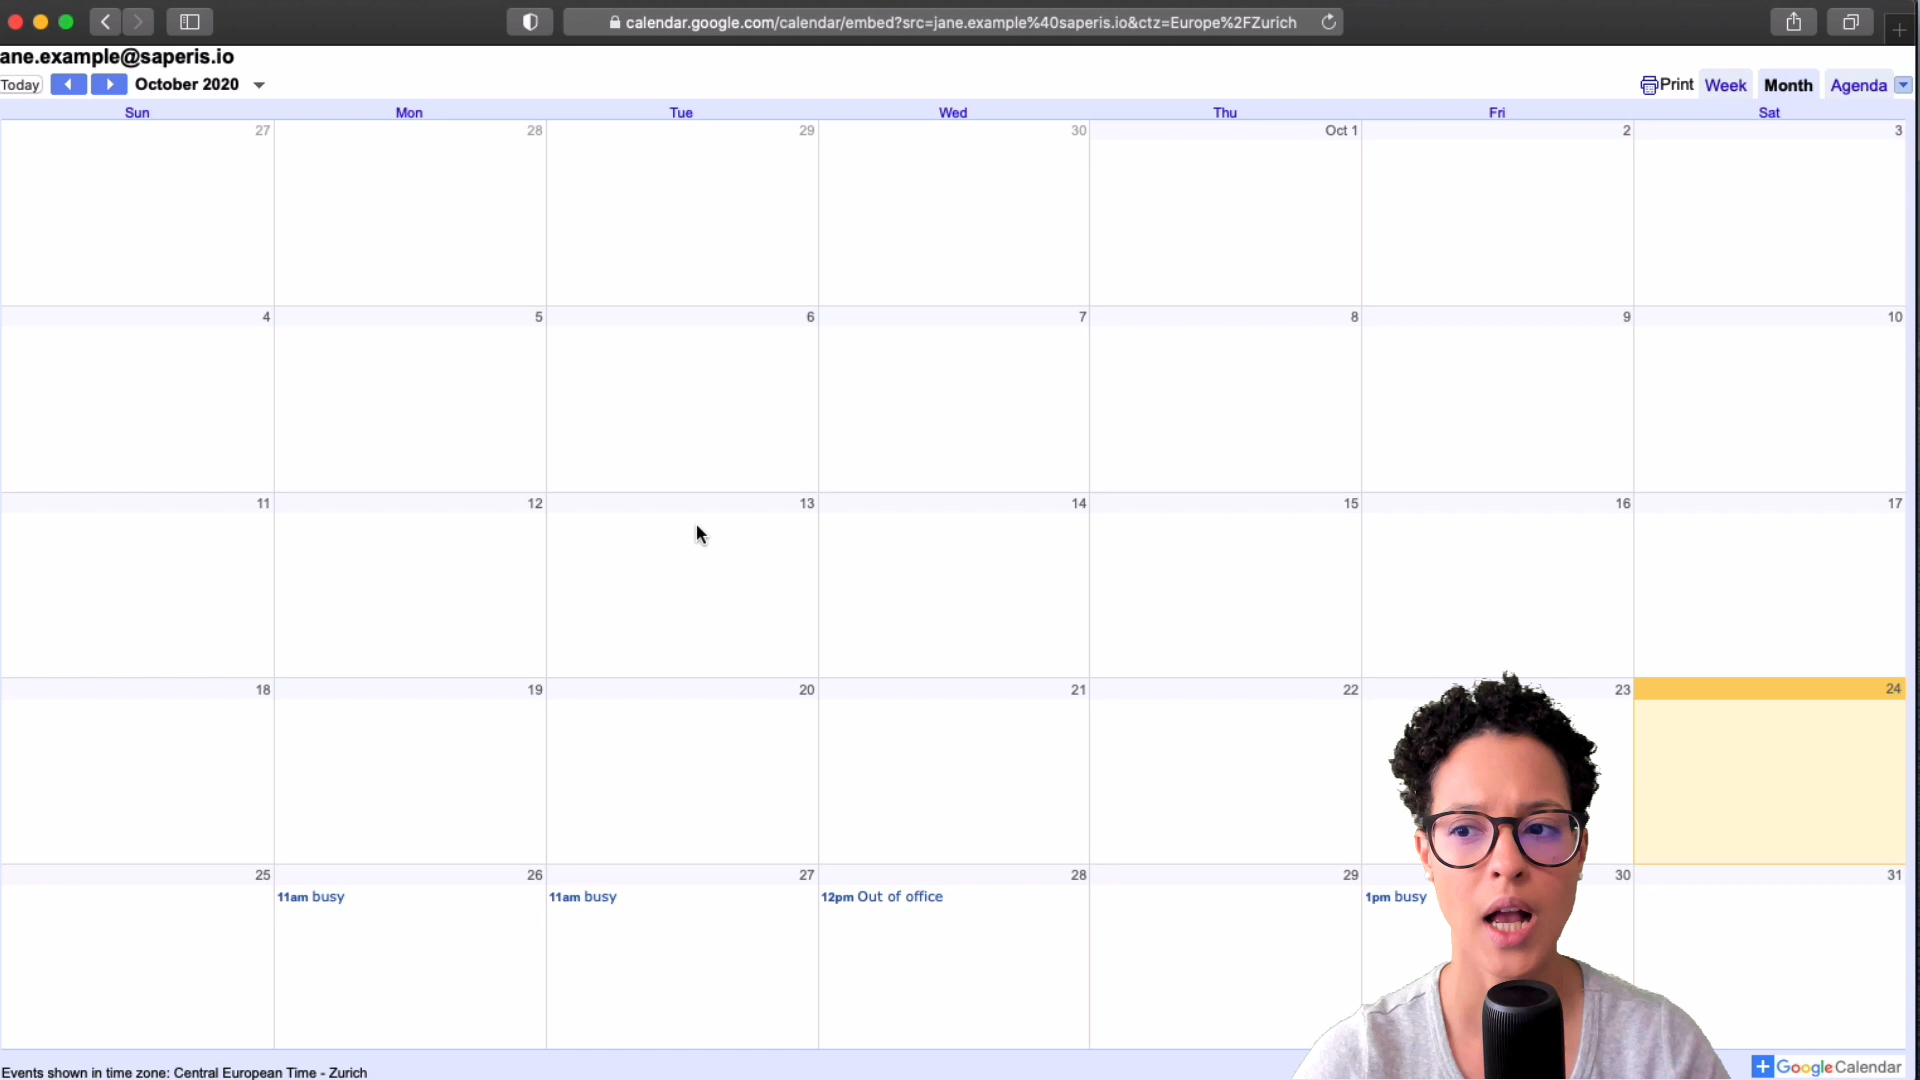 calendar.google.com/calendar/embed?src=jane.example%40saperis.io&ctz=Europe%2FZurich
ane.example@saperis.io
Today October 2020 Print Week Month Agenda
Sun Mon Tue Wed Thu Fri Sat
27 28 29 30 Oct 1 2 3
4 5 6 7 8 9 10
11 12 13 14 15 16 17
18 19 20 21 22 23 24
25 26 27 28 29 30 31
11am busy 11am busy 12pm Out of office 1pm busy
Events shown in time zone: Central European Time - Zurich
+ GoogleCalendar